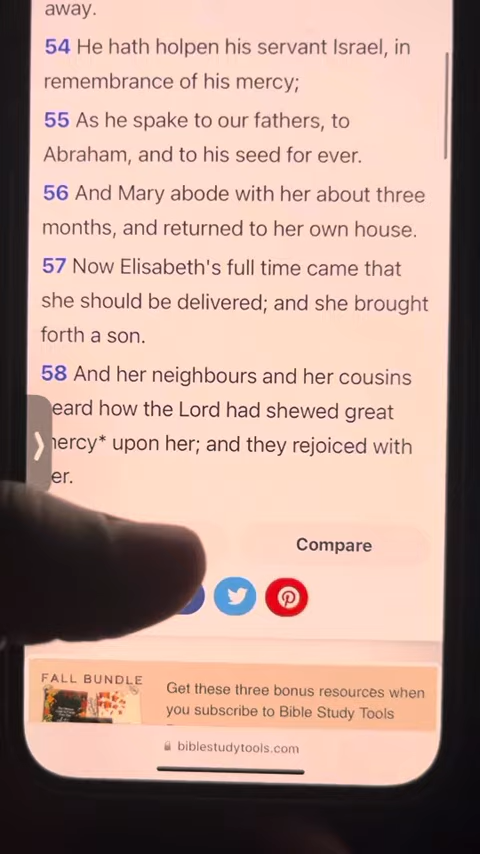 away.
54 He hath holpen his servant Israel, in
remembrance of his mercy;
55 As he spake to our fathers, to
Abraham, and to his seed for ever.
56 And Mary abode with her about three
months, and returned to her own house.
57 Now Elisabeth's full time came that
she should be delivered; and she brought
forth a son.
58 And her neighbours and her cousins
eard how the Lord had shewed great
ercy* upon her; and they rejoiced with
er.
Compare
FALL BUNDLE
Get these three bonus resources when
you subscribe to Bible Study Tools
biblestudytools.com